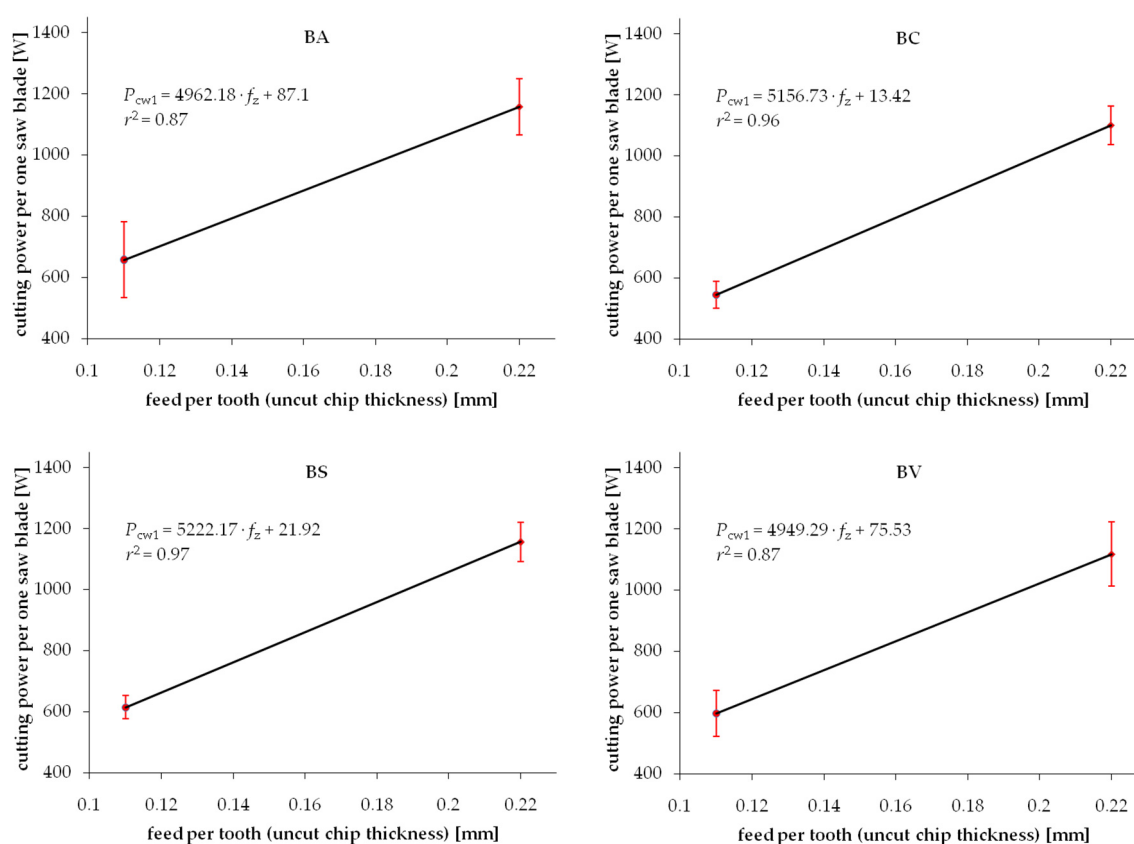 BA
cutting power per one saw blade [W]
1400
1200
1000
800
600
400
P_cw1 = 4962.18 · f_z + 87.1
r² = 0.87
0.1 0.12 0.14 0.16 0.18 0.2 0.22
feed per tooth (uncut chip thickness) [mm]
BC
cutting power per one saw blade [W]
1400
1200
1000
800
600
400
P_cw1 = 5156.73 · f_z + 13.42
r² = 0.96
0.1 0.12 0.14 0.16 0.18 0.2 0.22
feed per tooth (uncut chip thickness) [mm]
BS
cutting power per one saw blade [W]
1400
1200
1000
800
600
400
P_cw1 = 5222.17 · f_z + 21.92
r² = 0.97
0.1 0.12 0.14 0.16 0.18 0.2 0.22
feed per tooth (uncut chip thickness) [mm]
BV
cutting power per one saw blade [W]
1400
1200
1000
800
600
400
P_cw1 = 4949.29 · f_z + 75.53
r² = 0.87
0.1 0.12 0.14 0.16 0.18 0.2 0.22
feed per tooth (uncut chip thickness) [mm]